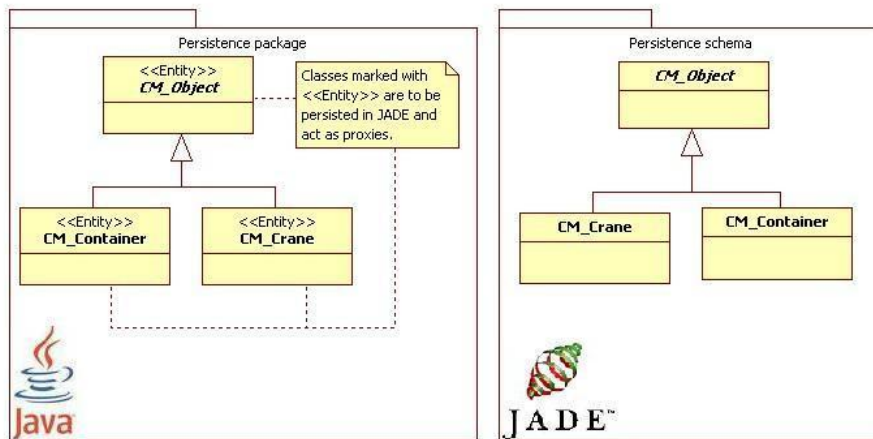 Persistence package
<<Entity>>
CM_Object
Classes marked with
<<Entity>> are to be
persisted in JADE and
act as proxies.
<<Entity>>
CM_Container
<<Entity>>
CM_Crane
Java
Persistence schema
CM_Object
CM_Crane
CM_Container
JADE™